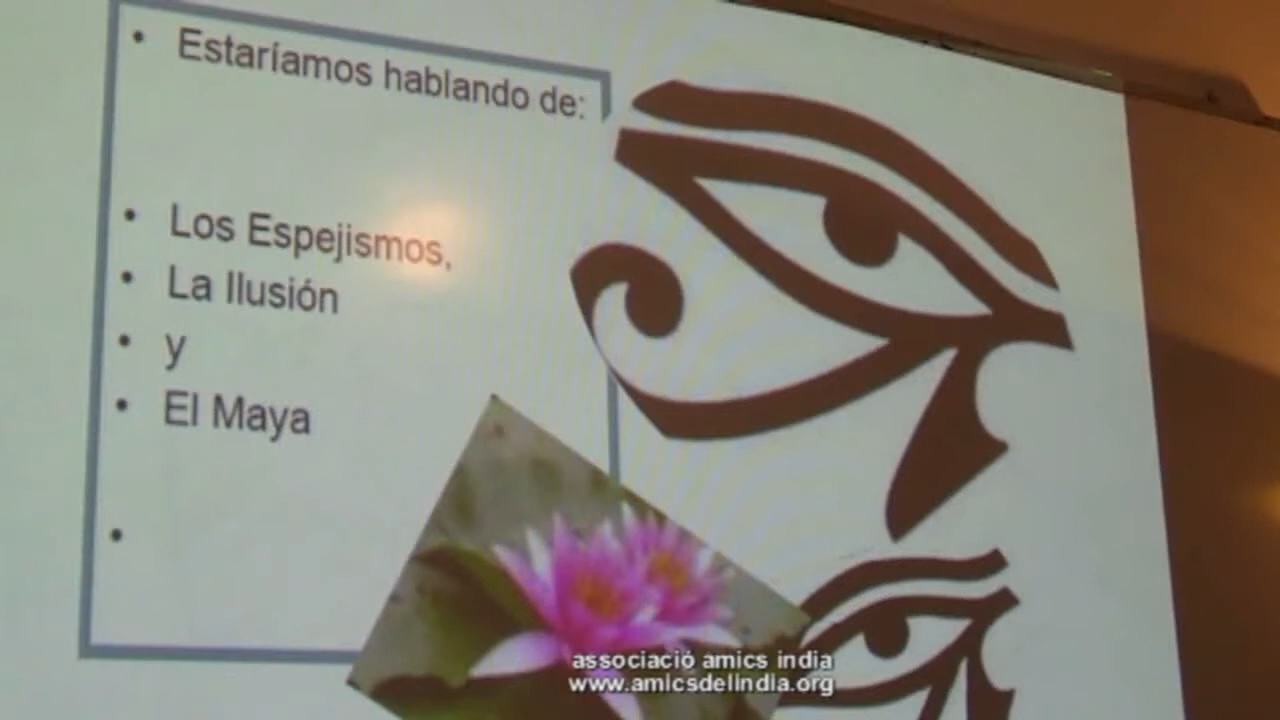 • Estaríamos hablando de:
• Los Espejismos,
• La Ilusión
• y
• El Maya
•
associació amics india
www.amicsdelindia.org